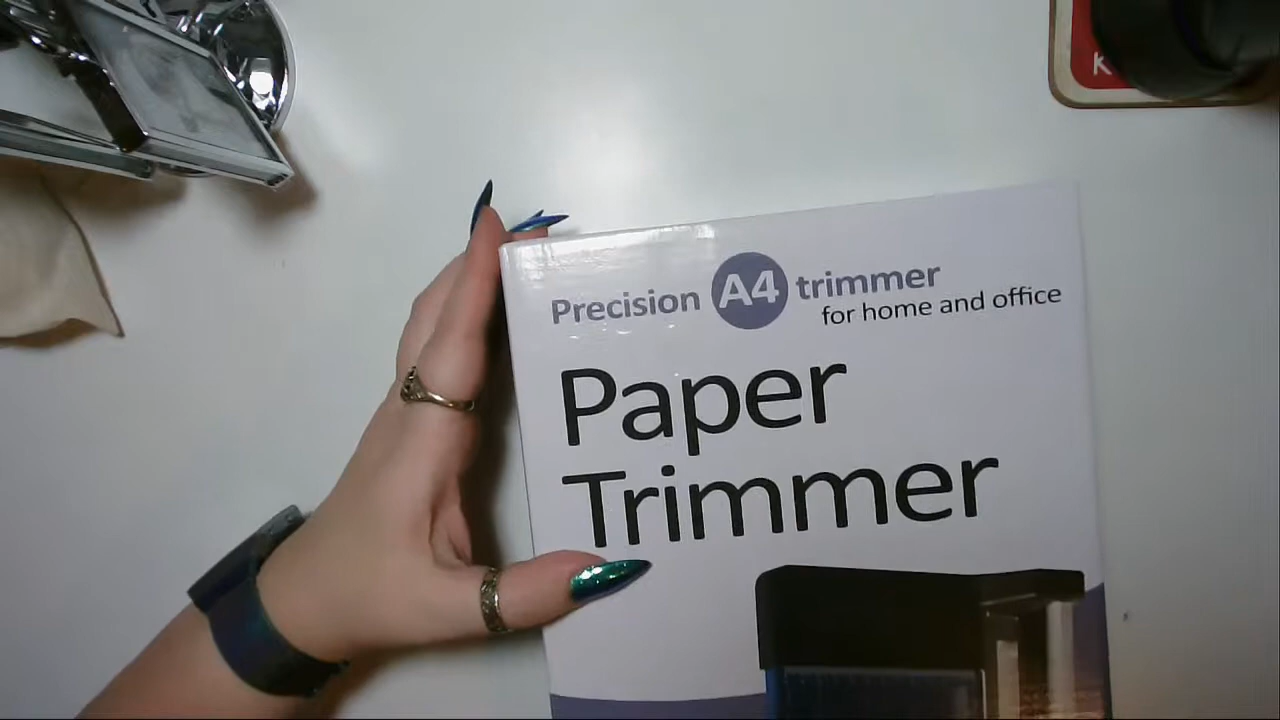 Precision A4 trimmer
for home and office
Paper
Trimmer
K